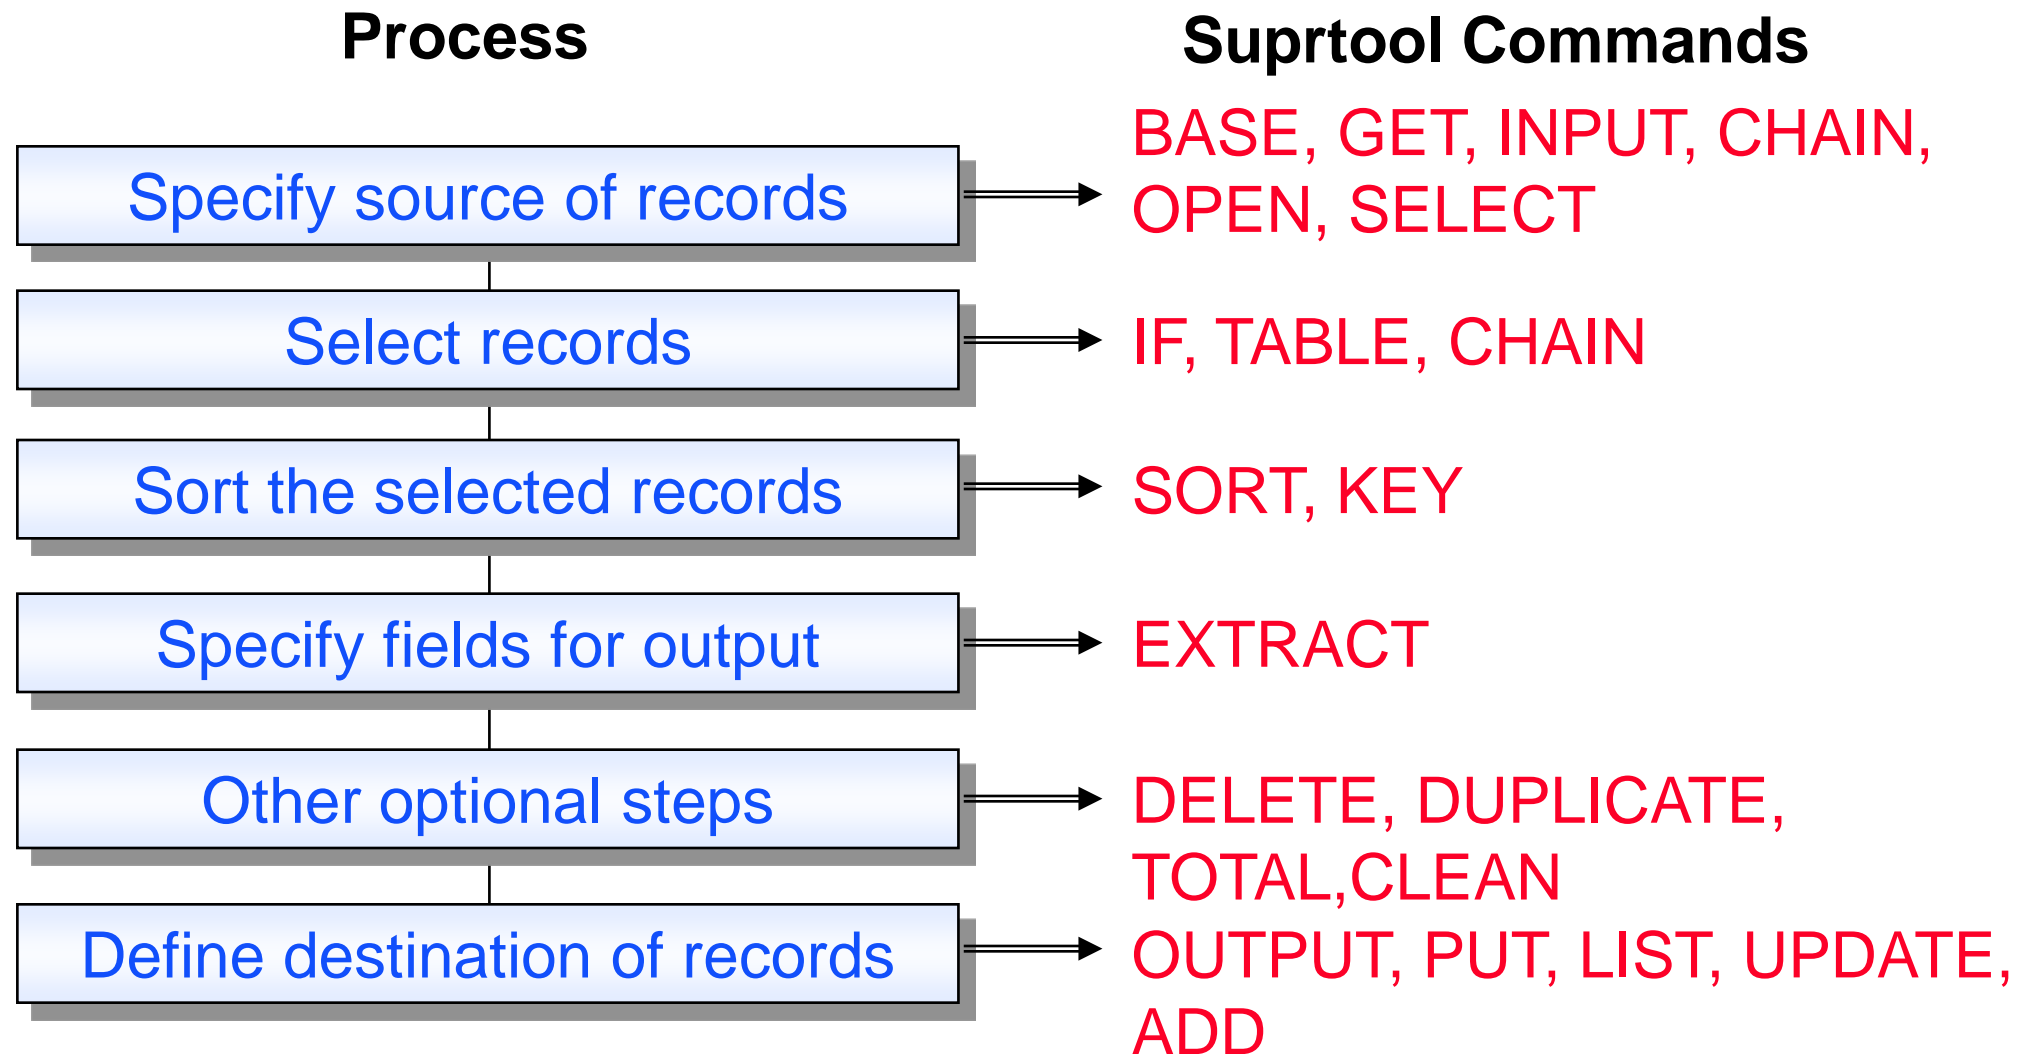 Process
Suprtool Commands
Specify source of records
BASE, GET, INPUT, CHAIN,
OPEN, SELECT
Select records
IF, TABLE, CHAIN
Sort the selected records
SORT, KEY
Specify fields for output
EXTRACT
Other optional steps
DELETE, DUPLICATE,
TOTAL,CLEAN
Define destination of records
OUTPUT, PUT, LIST, UPDATE,
ADD